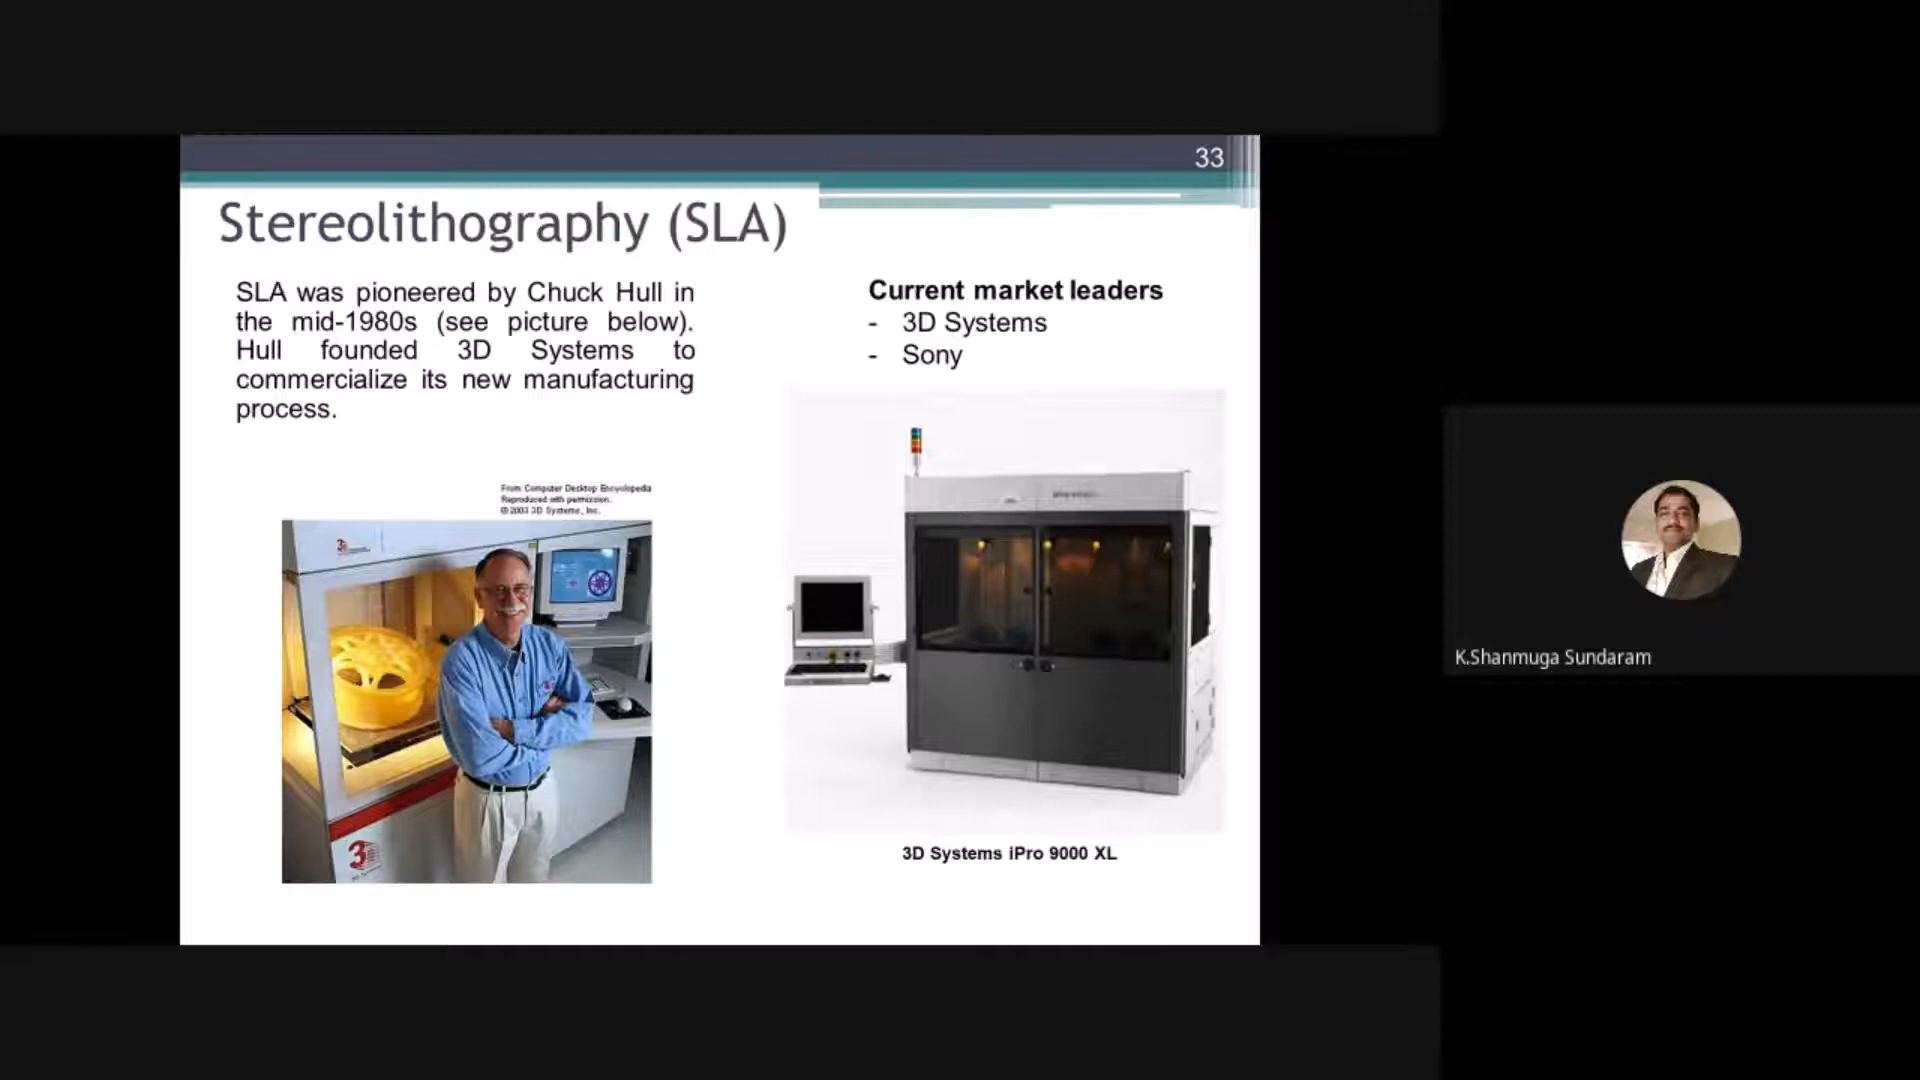 33
Stereolithography (SLA)
SLA was pioneered by Chuck Hull in
the mid-1980s (see picture below).
Hull founded 3D Systems to
commercialize its new manufacturing
process.
Current market leaders
- 3D Systems
- Sony
From Computer Desktop Encyclopedia
Reproduced with permission.
© 2003 3D Systems, Inc.
3D Systems iPro 9000 XL
K.Shanmuga Sundaram